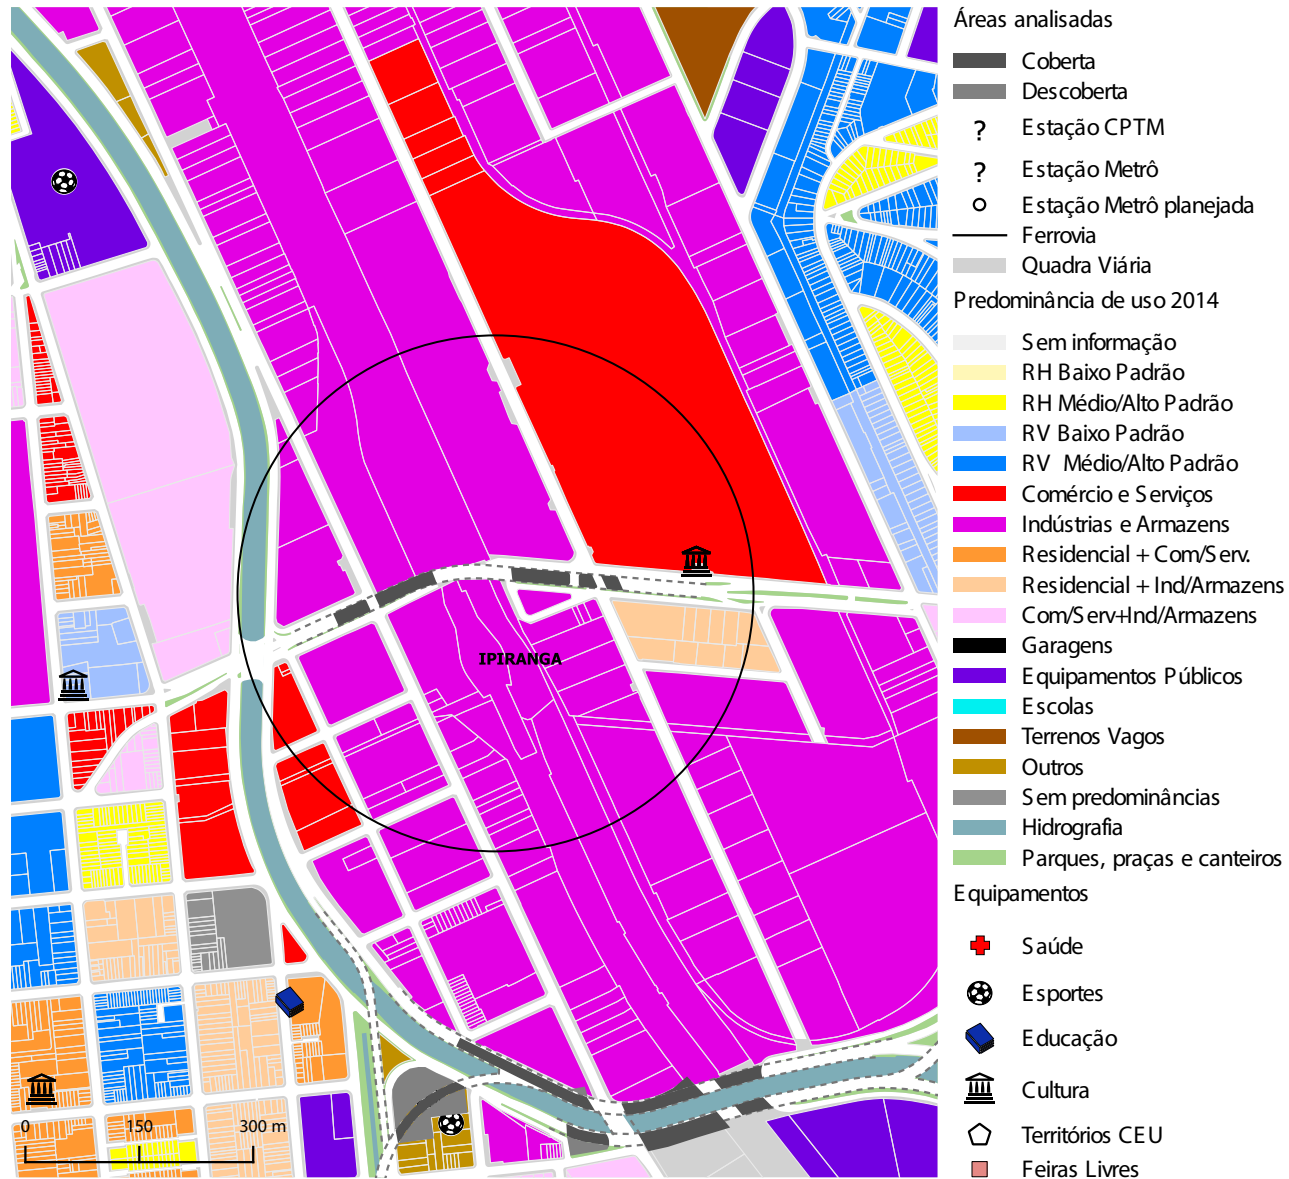 Áreas analisadas
Coberta
Descoberta
? Estação CPTM
? Estação Metrô
Estação Metrô planejada
Ferrovia
Quadra Viária
Predominância de uso 2014
Sem informação
RH Baixo Padrão
RH Médio/Alto Padrão
RV Baixo Padrão
RV Médio/Alto Padrão
Comércio e Serviços
Indústrias e Armazens
Residencial + Com/Serv.
Residencial + Ind/Armazens
Com/Serv+Ind/Armazens
Garagens
Equipamentos Públicos
Escolas
Terrenos Vagos
Outros
Sem predominâncias
Hidrografia
Parques, praças e canteiros
Equipamentos
Saúde
Esportes
Educação
Cultura
Territórios CEU
Feiras Livres
IPIRANGA
0 150 300 m